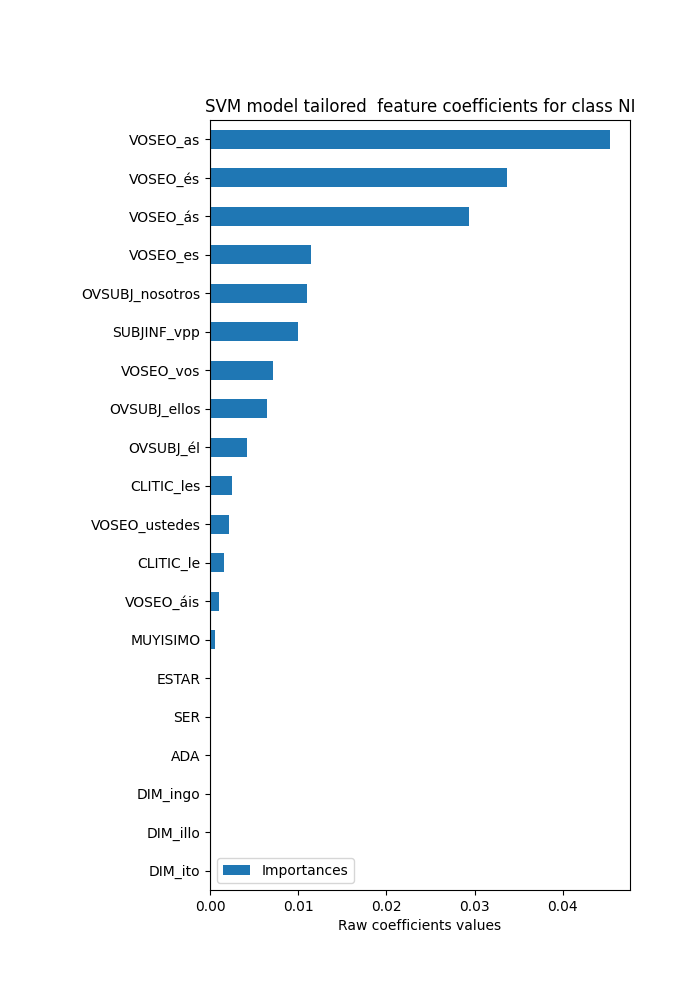 SVM model tailored  feature coefficients for class NI
VOSEO_as
VOSEO_és
VOSEO_ás
VOSEO_es
OVSUBJ_nosotros
SUBJINF_vpp
VOSEO_vos
OVSUBJ_ellos
OVSUBJ_él
CLITIC_les
VOSEO_ustedes
CLITIC_le
VOSEO_áis
MUYISIMO
ESTAR
SER
ADA
DIM_ingo
DIM_illo
DIM_ito
Importances
0.00 0.01 0.02 0.03 0.04
Raw coefficients values